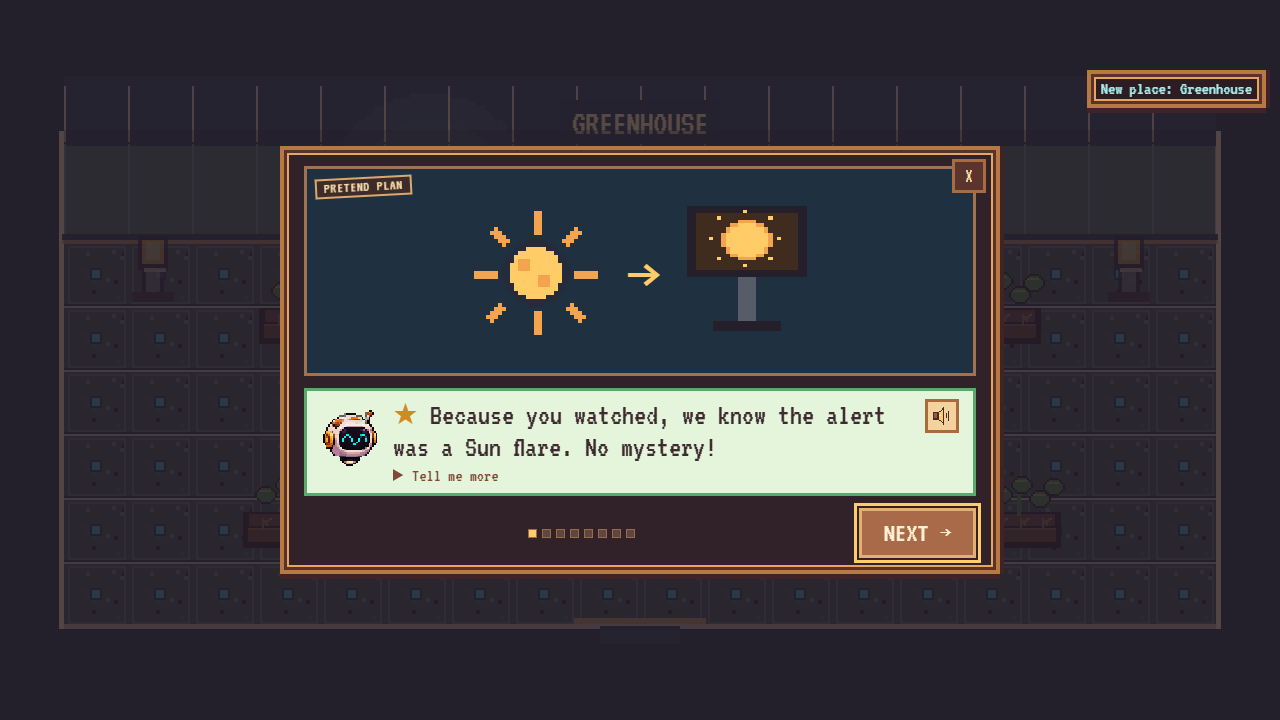 New place: Greenhouse
GREENHOUSE
PRETEND PLAN
X
Because you watched, we know the alert
was a Sun flare. No mystery!
Tell me more
NEXT →